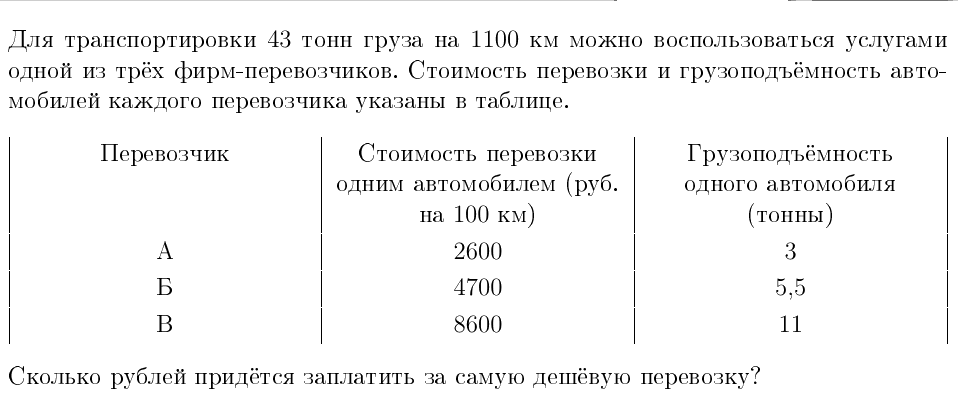 Для транспортировки 43 тонн груза на 1100 км можно воспользоваться услугами
одной из трёх фирм-перевозчиков. Стоимость перевозки и грузоподъёмность авто-
мобилей каждого перевозчика указаны в таблице.
Перевозчик Стоимость перевозки Грузоподъёмность
одним автомобилем (руб. одного автомобиля
на 100 км) (тонны)
А 2600 3
Б 4700 5,5
В 8600 11
Сколько рублей придётся заплатить за самую дешёвую перевозку?